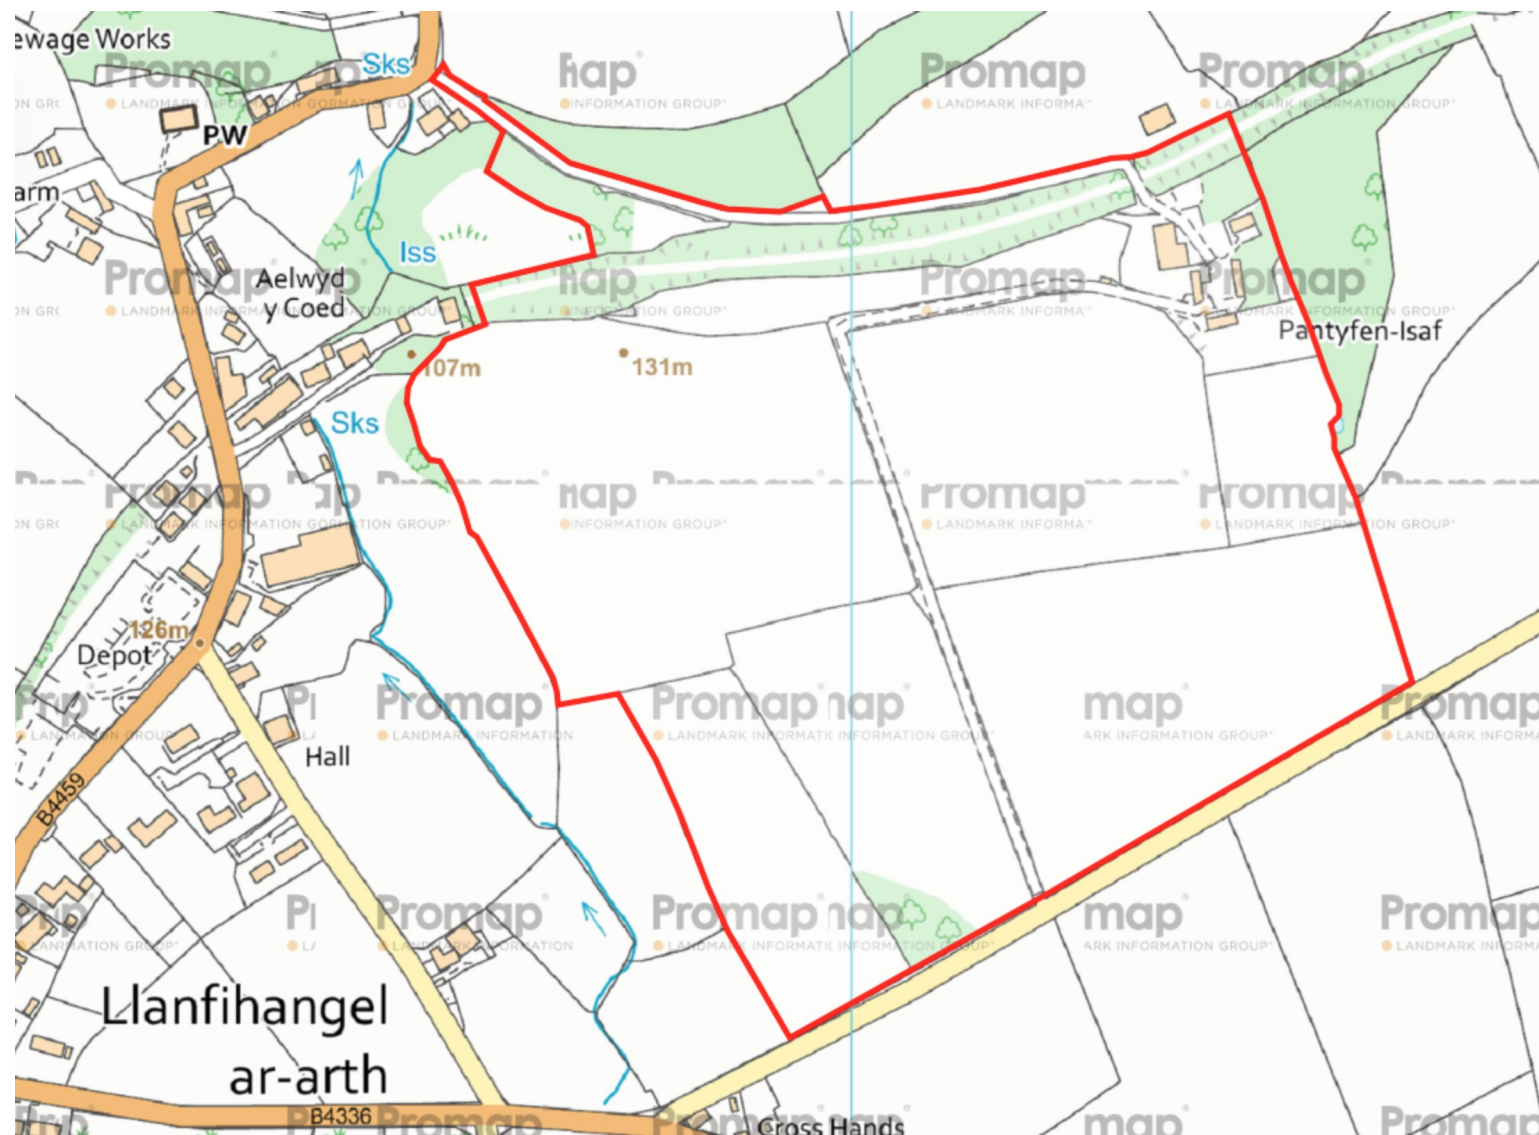 ewage Works
Sks
PW
arm
Iss
Aelwyd
y Coed
107m
131m
Pantyfen-Isaf
Sks
126m
Depot
Hall
B4459
Llanfihangel
ar-arth
B4336
Cross Hands
Promap
LANDMARK INFORMATION GROUP